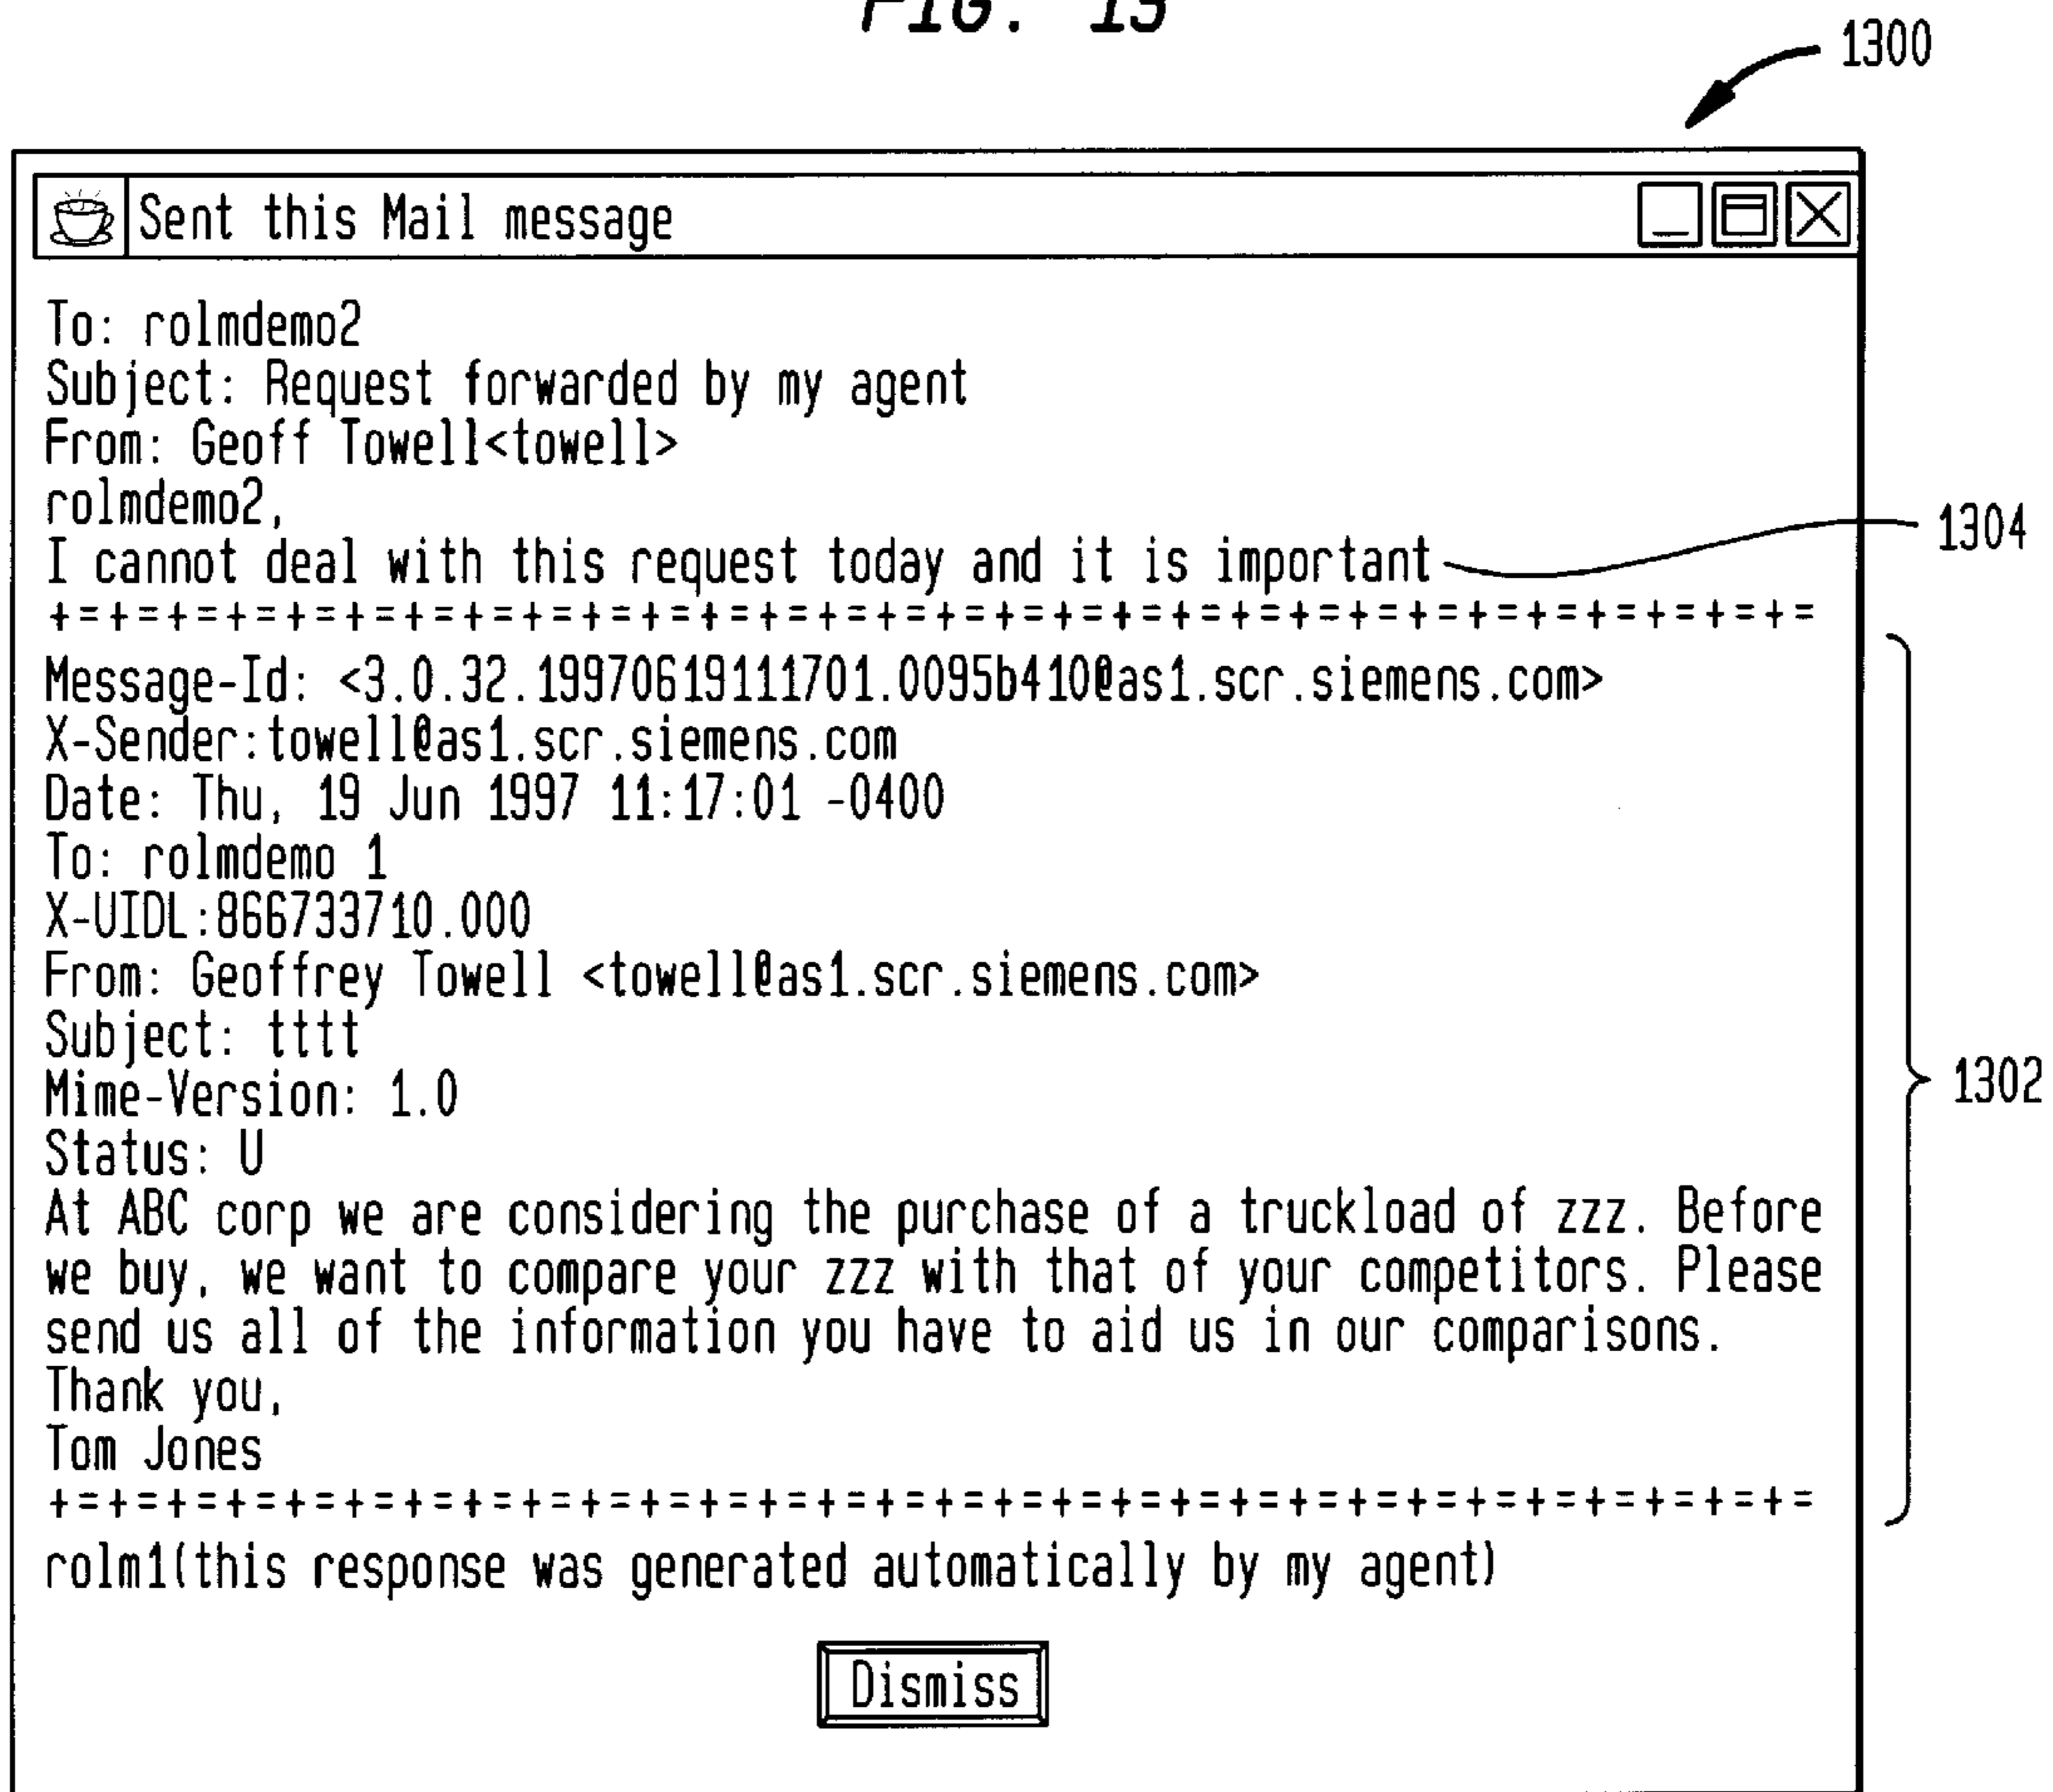 FIG. 13
1300
Sent this Mail message
To: rolmdemo2
Subject: Request forwarded by my agent
From: Geoff Towell<towell>
rolmdemo2,
I cannot deal with this request today and it is important
1304
+=+=+=+=+=+=+=+=+=+=+=+=+=+=+=+=+=+=+=+=+=+=+=+=+=+=+=+=+=+=
Message-Id: <3.0.32.19970619111701.0095b410@as1.scr.siemens.com>
X-Sender:towell@as1.scr.siemens.com
Date: Thu, 19 Jun 1997 11:17:01 -0400
To: rolmdemo 1
X-UIDL:866733710.000
From: Geoffrey Towell <towell@as1.scr.siemens.com>
Subject: tttt
Mime-Version: 1.0
1302
Status: U
At ABC corp we are considering the purchase of a truckload of zzz. Before
we buy, we want to compare your zzz with that of your competitors. Please
send us all of the information you have to aid us in our comparisons.
Thank you,
Tom Jones
+=+=+=+=+=+=+=+=+=+=+=+=+=+=+=+=+=+=+=+=+=+=+=+=+=+=+=+=+=+=
rolm1(this response was generated automatically by my agent)
Dismiss